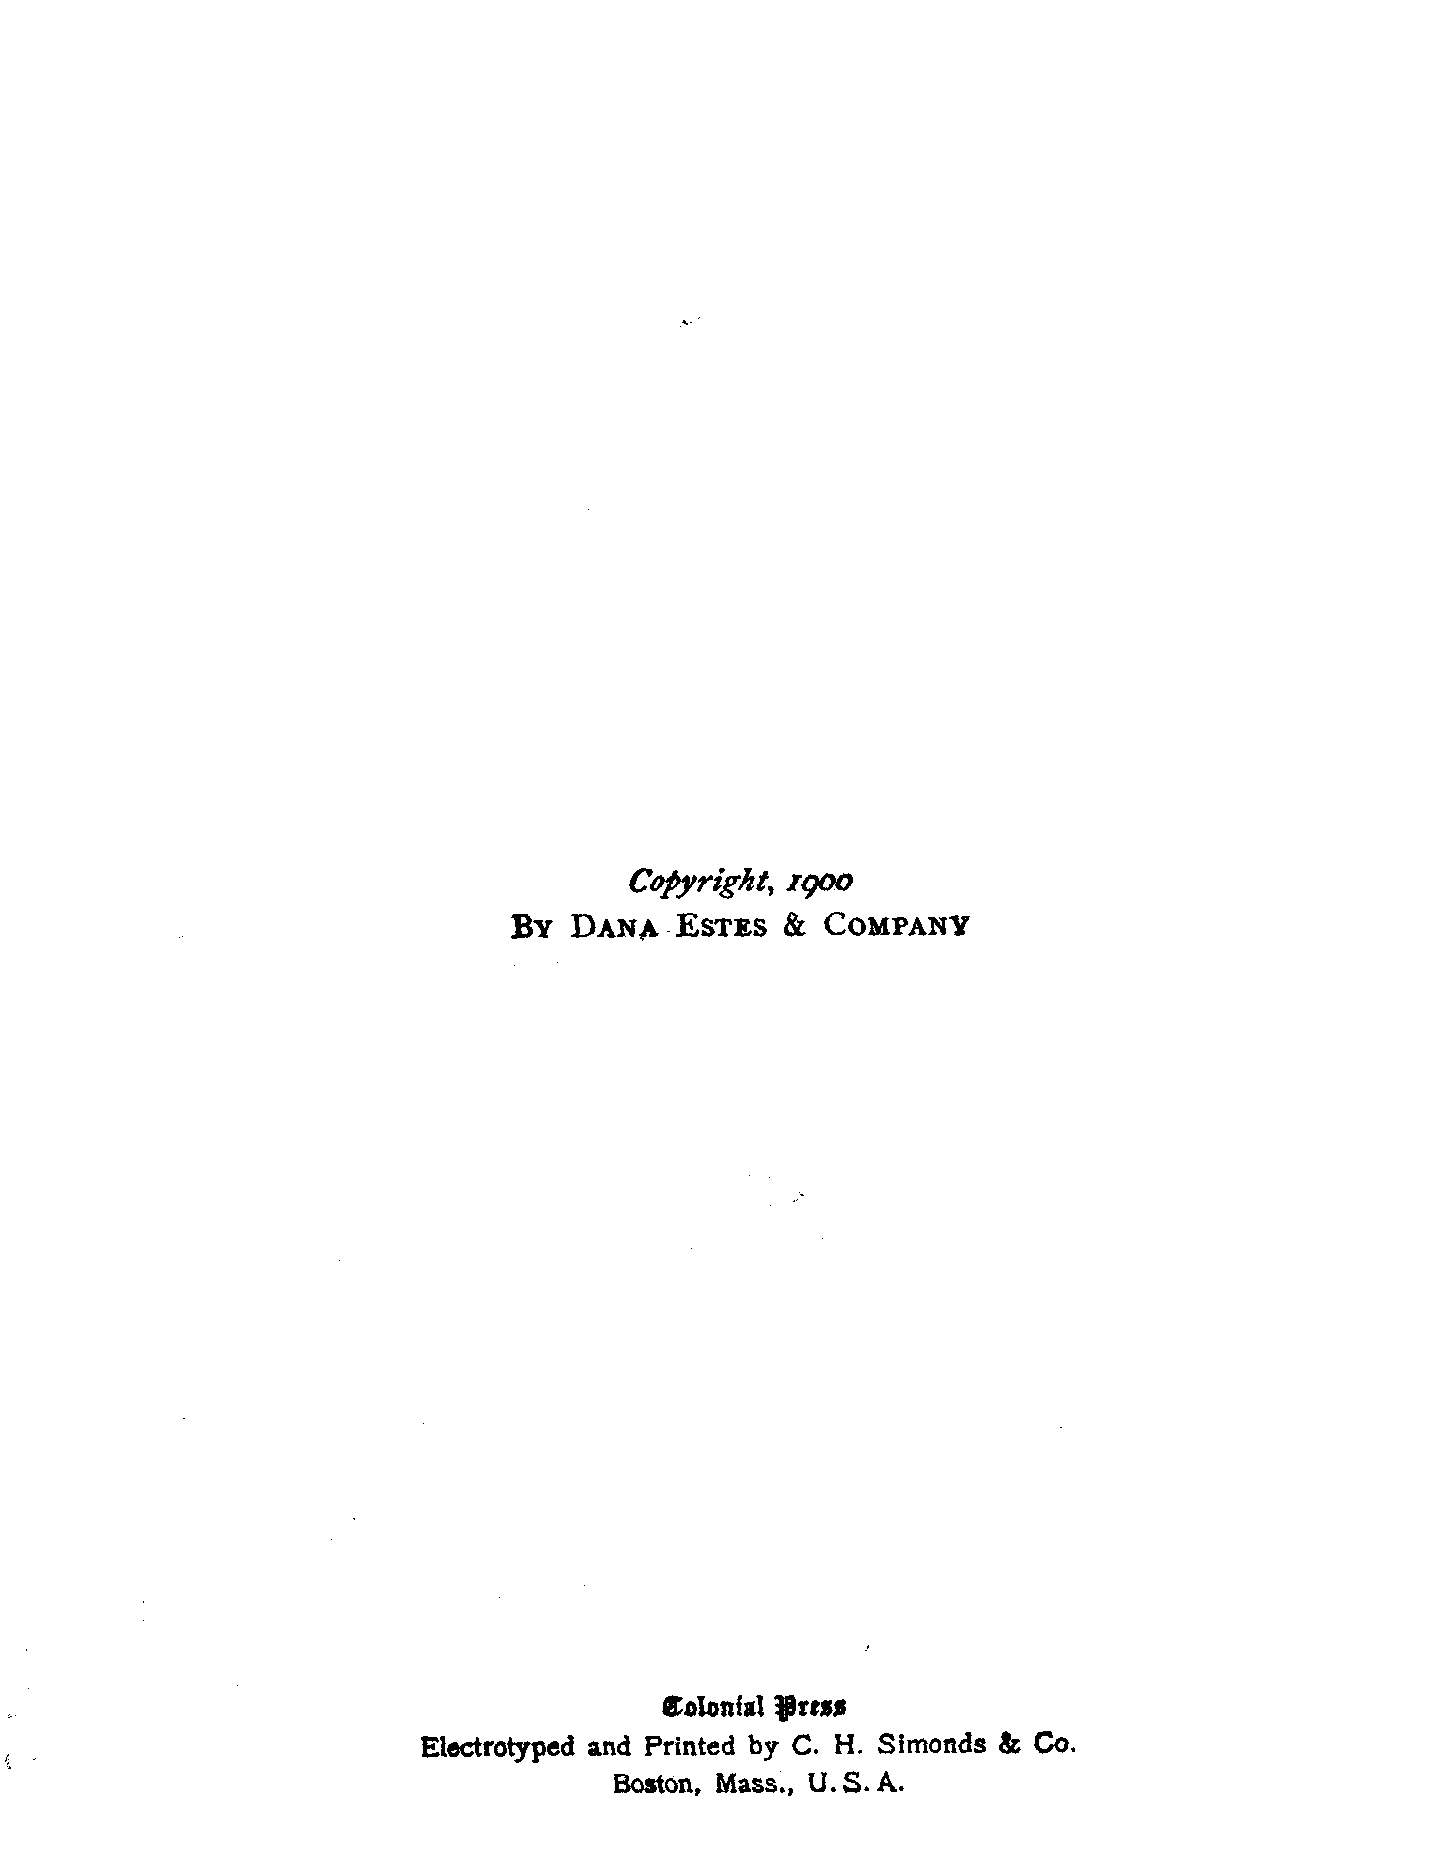 Copyright, 1900
By Dana Estes & Company
Colonial Press
Electrotyped and Printed by C. H. Simonds & Co.
Boston, Mass., U. S. A.